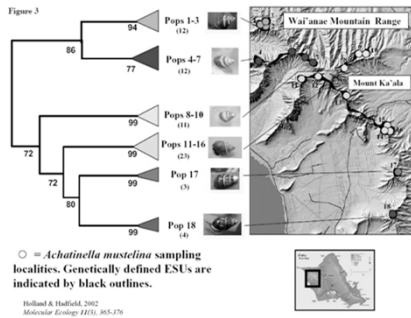 Figure 3
94
Pops 1-3
(12)
86
77
Pops 4-7
(12)
99
Pops 8-10
(11)
72
99
Pops 11-16
(23)
72
99
Pop 17
(3)
80
99
Pop 18
(4)
Wai'anae Mountain Range
Mount Ka'ala
17
18
= Achatinella mustelina sampling
localities. Genetically defined ESUs are
indicated by black outlines.
Holland & Hadfield, 2002
Molecular Ecology 11(3), 365-376